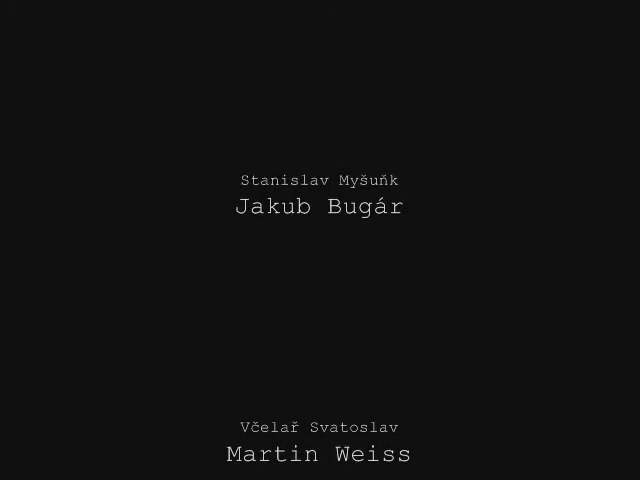 Stanislav Myšuňk
Jakub Bugár
Včelař Svatoslav
Martin Weiss